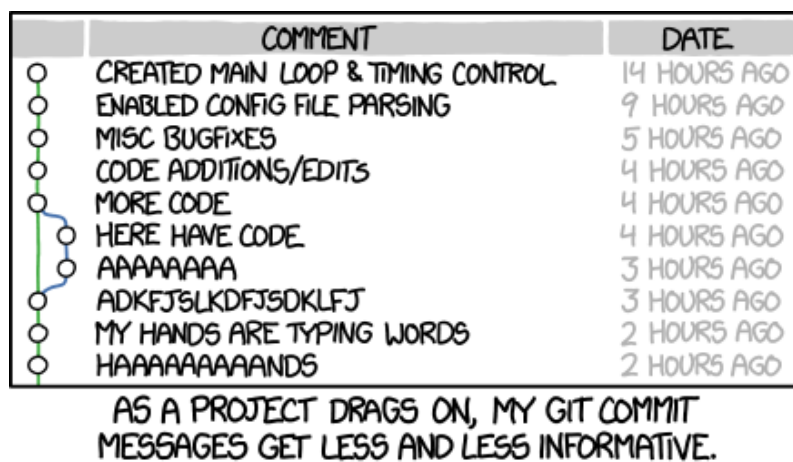 COMMENT DATE
CREATED MAIN LOOP & TIMING CONTROL 14 HOURS AGO
ENABLED CONFIG FILE PARSING 9 HOURS AGO
MISC BUGFIXES 5 HOURS AGO
CODE ADDITIONS/EDITS 4 HOURS AGO
MORE CODE 4 HOURS AGO
HERE HAVE CODE 4 HOURS AGO
AAAAAAAA 3 HOURS AGO
ADKFJSLKDFJSDKLFJ 3 HOURS AGO
MY HANDS ARE TYPING WORDS 2 HOURS AGO
HAAAAAAAAANDS 2 HOURS AGO
AS A PROJECT DRAGS ON, MY GIT COMMIT
MESSAGES GET LESS AND LESS INFORMATIVE.